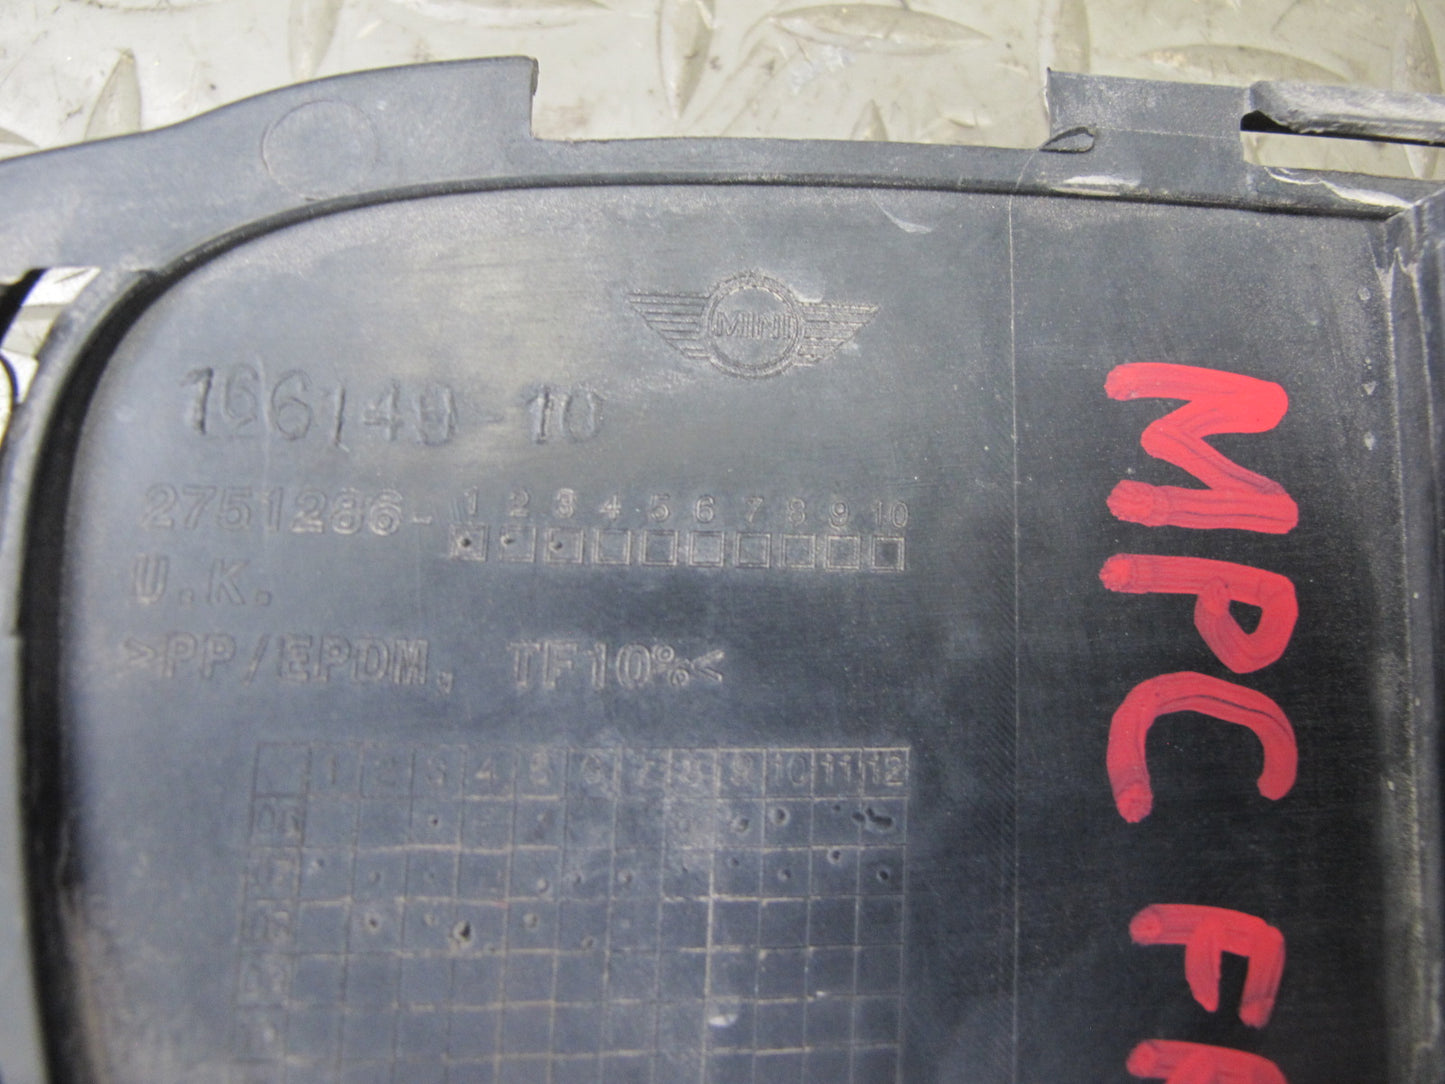 MINI
166149-10
2751286- 1 2 3 4 5 6 7 8 9 10
U.K.
>PP/EPDM, TF10%<
1 2 3 4 5 6 7 8 9 10 11 12
MPC F